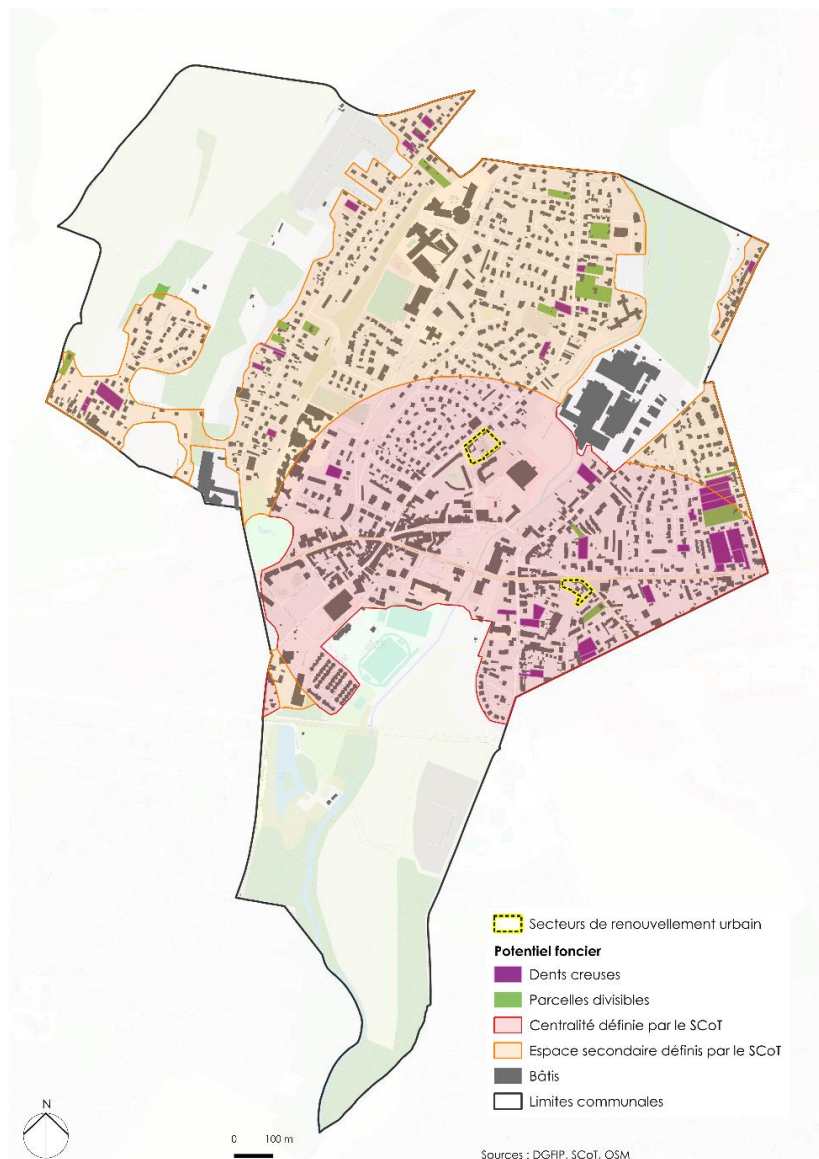 Secteurs de renouvellement urbain
Potentiel foncier
Dents creuses
Parcelles divisibles
Centralité définie par le SCoT
Espace secondaire définis par le SCoT
Bâtis
Limites communales
N
0 100 m
Sources : DGFIP, SCoT, OSM